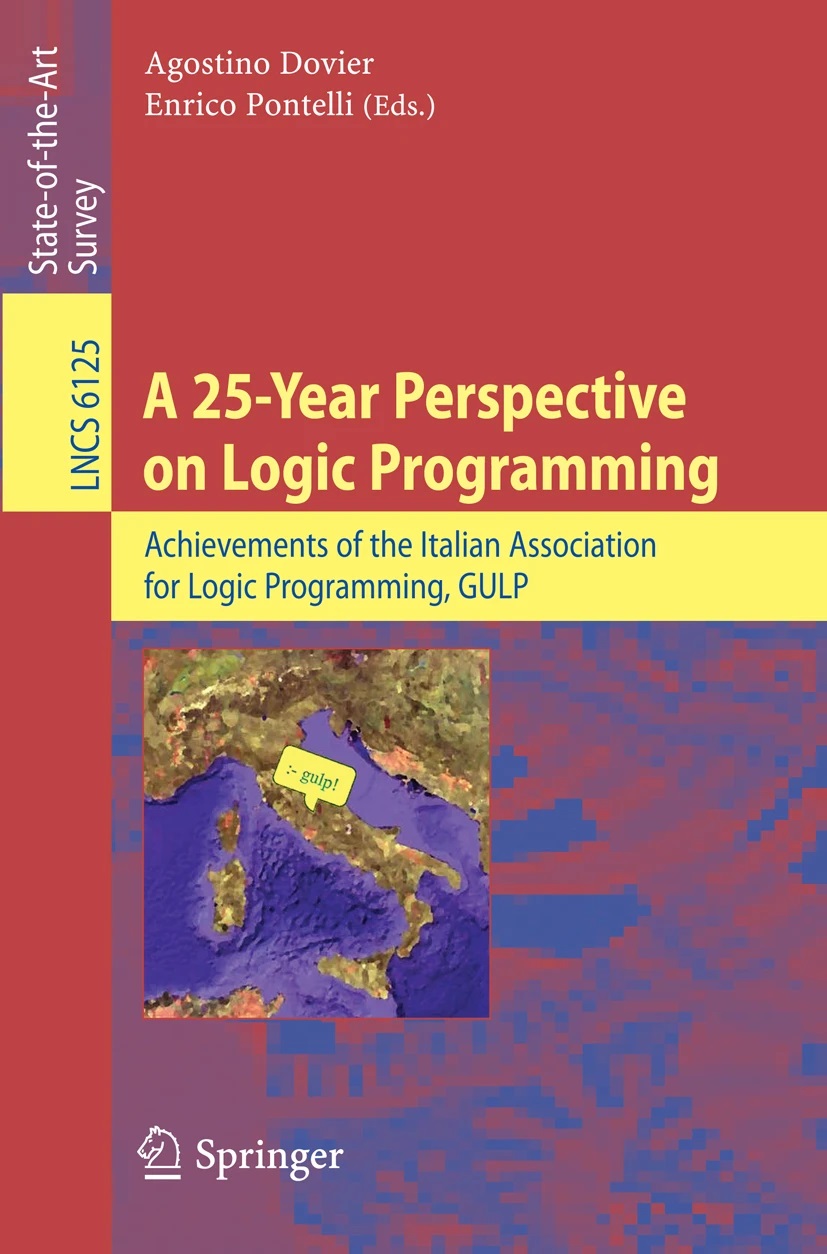 Agostino Dovier
Enrico Pontelli (Eds.)
State-of-the-Art
Survey
LNCS 6125
A 25-Year Perspective
on Logic Programming
Achievements of the Italian Association
for Logic Programming, GULP
:- gulp!
Springer